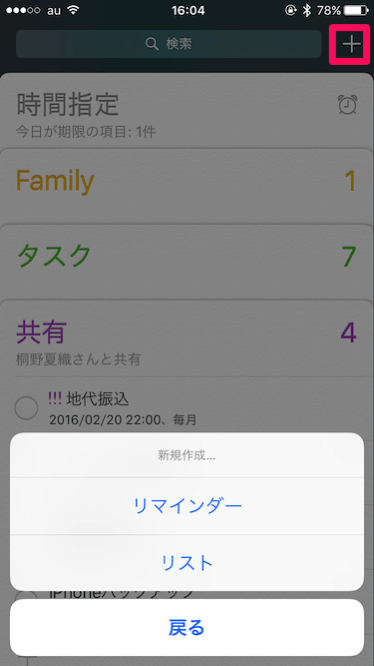 au 16:04 78%
検索
時間指定
今日が期限の項目: 1件
Family 1
タスク 7
共有 4
桐野夏織さんと共有
!!! 地代振込
2016/02/20 22:00、毎月
新規作成...
リマインダー
リスト
iPhoneバックアップ
戻る